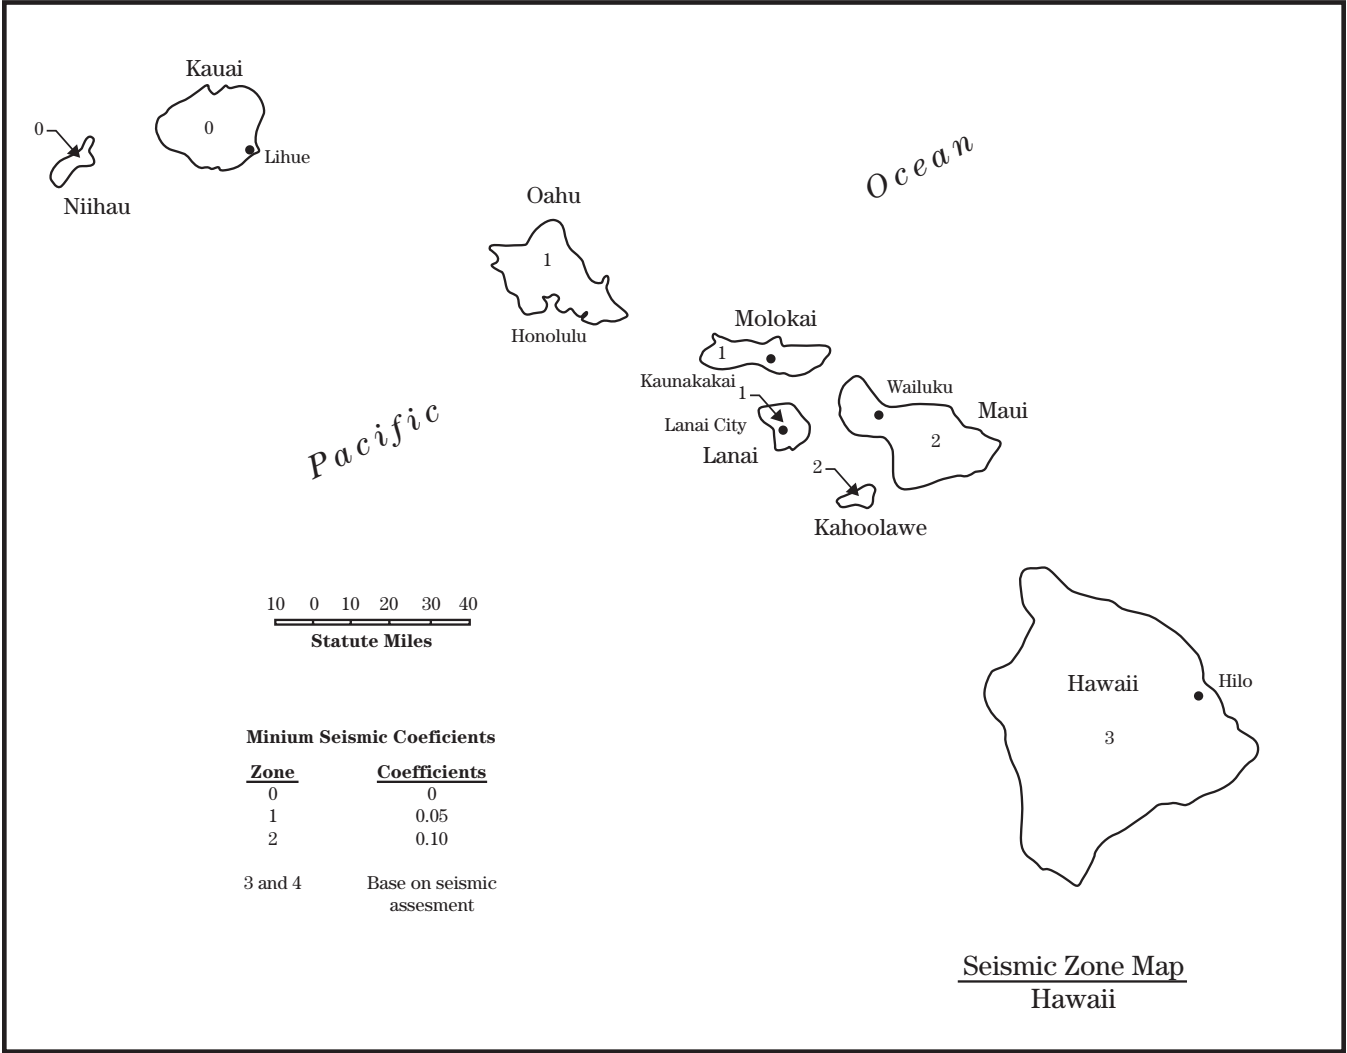 Kauai
0
0
Lihue
Niihau
Ocean
Oahu
1
Honolulu
Molokai
1
Kaunakakai
1
Wailuku
Maui
Lanai City
2
Lanai
2
Kahoolawe
Pacific
10 0 10 20 30 40
Statute Miles
Hawaii
Hilo
3
Minium Seismic Coeficients
Zone Coefficients
0 0
1 0.05
2 0.10
3 and 4 Base on seismic
assesment
Seismic Zone Map
Hawaii